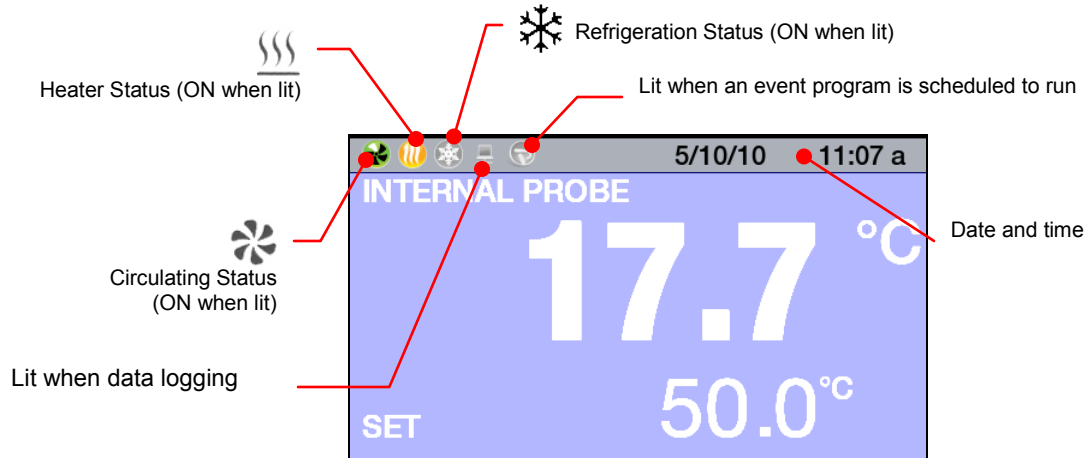 Refrigeration Status (ON when lit)
Heater Status (ON when lit)
Lit when an event program is scheduled to run
5/10/10 11:07 a
INTERNAL PROBE
17.7 °C
Date and time
Circulating Status
(ON when lit)
Lit when data logging
SET 50.0°C